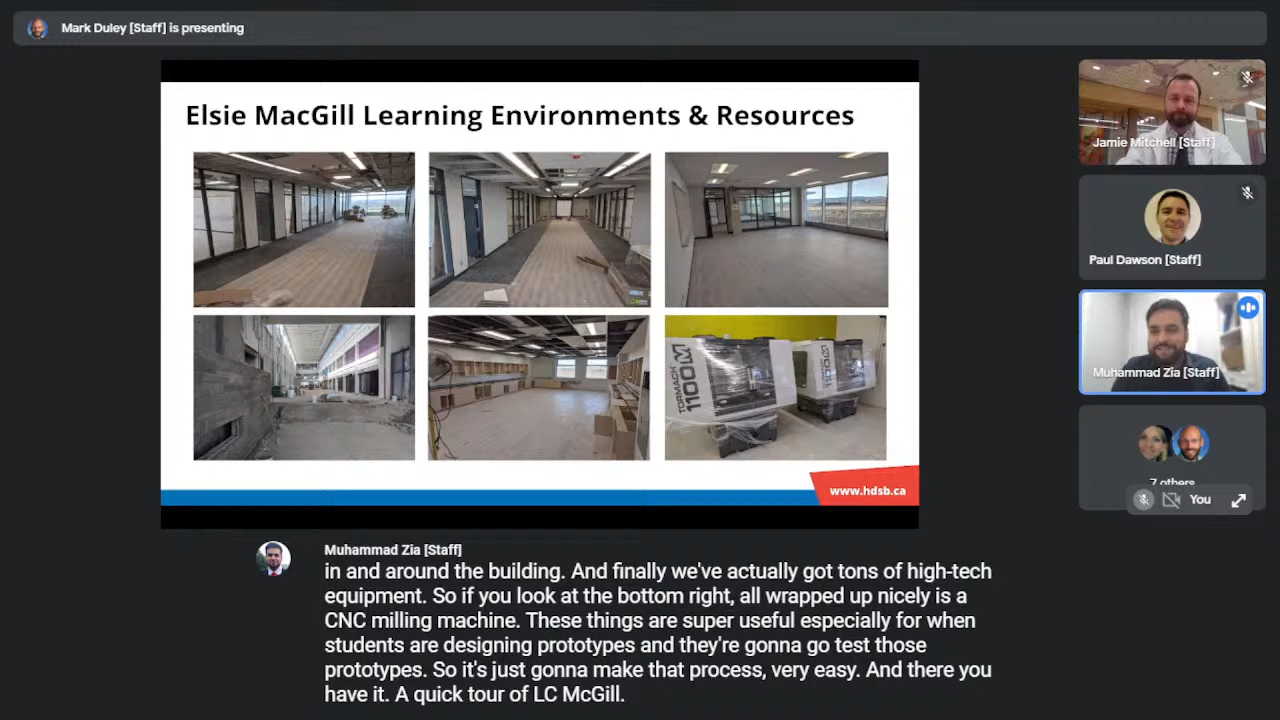 Mark Duley [Staff] is presenting
Elsie MacGill Learning Environments & Resources
TORMACH
1100M
1100M
www.hdsb.ca
Jamie Mitchell [Staff]
Paul Dawson [Staff]
Muhammad Zia [Staff]
7 others
You
Muhammad Zia [Staff]
in and around the building. And finally we've actually got tons of high-tech
equipment. So if you look at the bottom right, all wrapped up nicely is a
CNC milling machine. These things are super useful especially for when
students are designing prototypes and they're gonna go test those
prototypes. So it's just gonna make that process, very easy. And there you
have it. A quick tour of LC McGill.